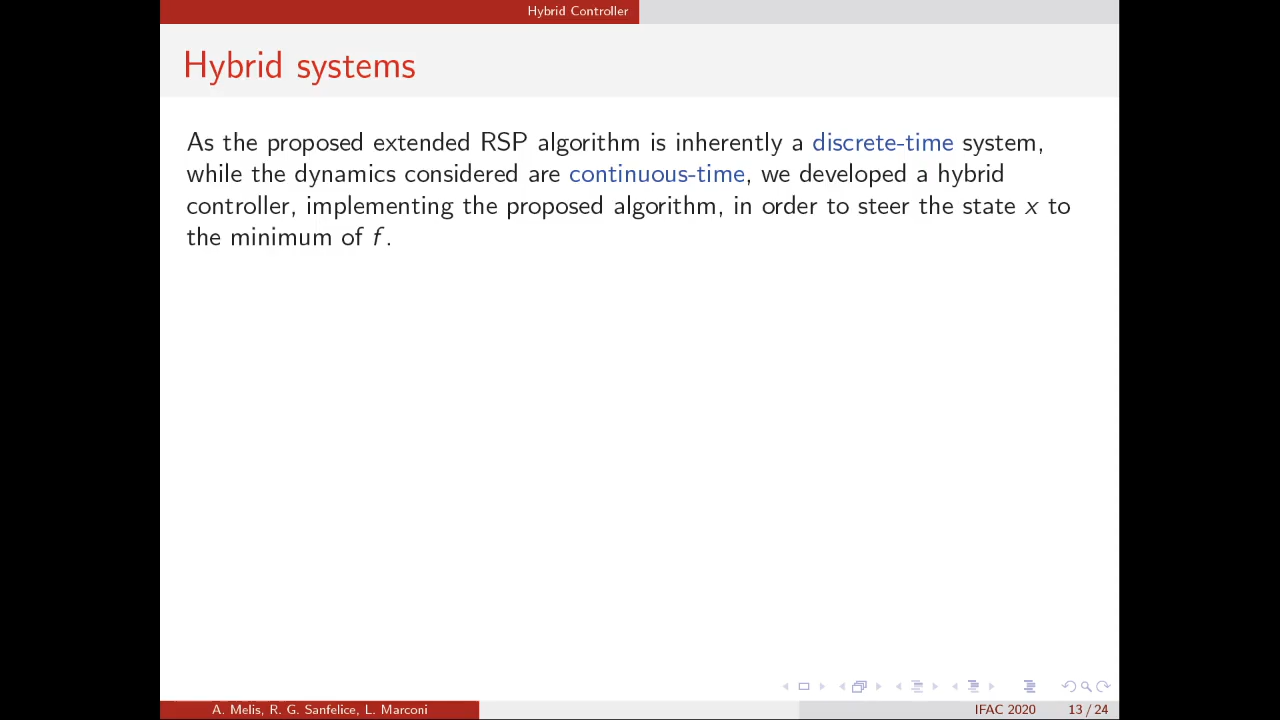 Hybrid Controller
Hybrid systems
As the proposed extended RSP algorithm is inherently a discrete-time system,
while the dynamics considered are continuous-time, we developed a hybrid
controller, implementing the proposed algorithm, in order to steer the state x to
the minimum of f.
A. Melis, R. G. Sanfelice, L. Marconi
IFAC 2020
13 / 24